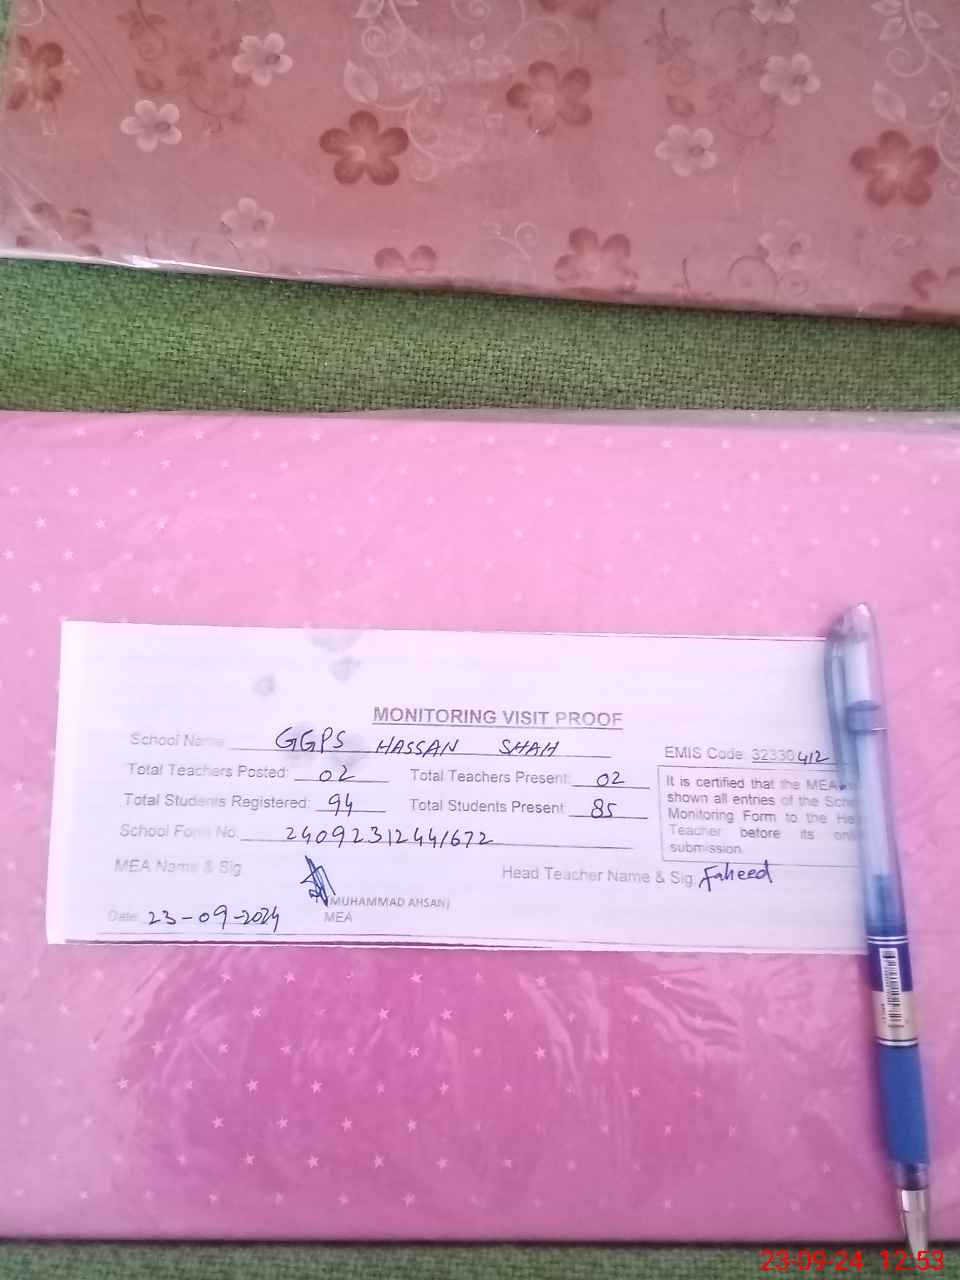 MONITORING VISIT PROOF
School Name GGPS HASSAN SHAH
EMIS Code: 32330412
Total Teachers Posted: 02 Total Teachers Present: 02
Total Students Registered: 94 Total Students Present 85
School Form No. 24092312441672
It is certified that the MEA
shown all entries of the Scho
Monitoring Form to the He
Teacher before its onl
submission.
MEA Name & Sig
Head Teacher Name & Sig: Faheed
MUHAMMAD AHSAN)
MEA
Date: 23-09-2024
23-09-24 12:53